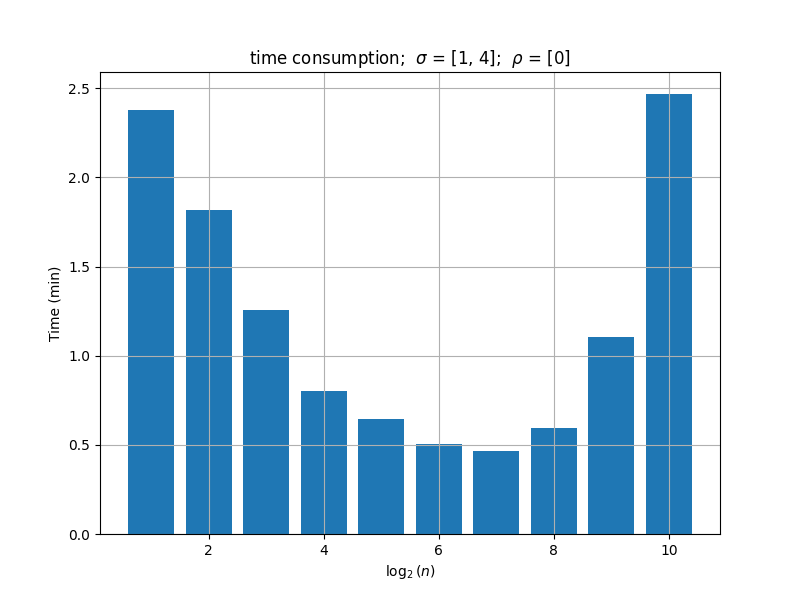 time consumption;  σ = [1, 4];  ρ = [0]
2.5
2.0
1.5
1.0
0.5
0.0
Time (min)
2 4 6 8 10
log₂(n)